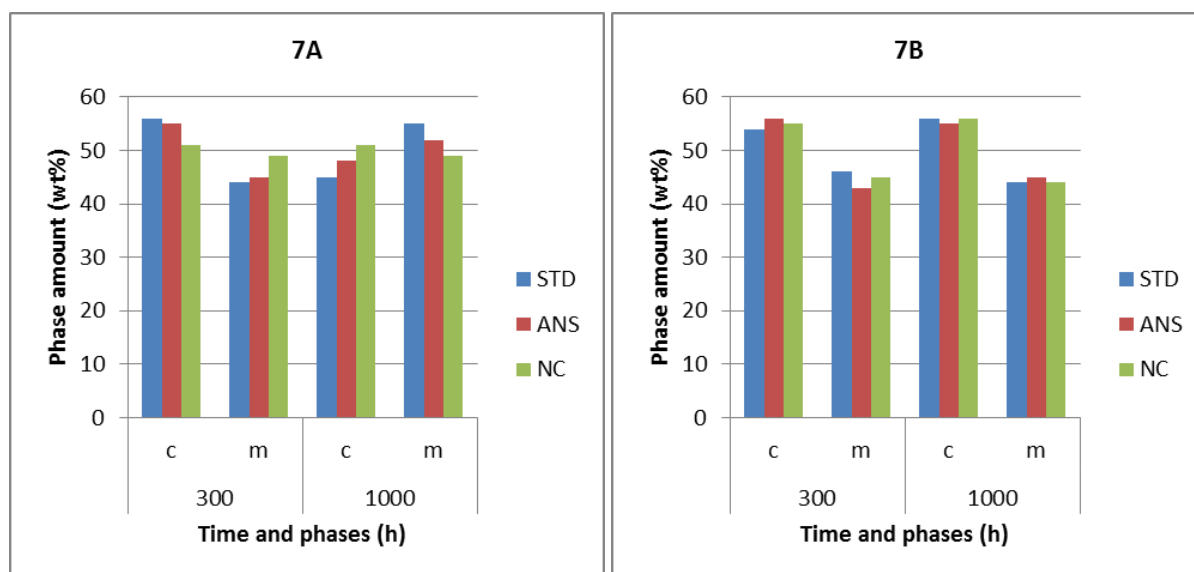 7A
60
50
40
30
20
10
0
Phase amount (wt%)
c m c m
300 1000
Time and phases (h)
STD
ANS
NC
7B
60
50
40
30
20
10
0
Phase amount (wt%)
c m c m
300 1000
Time and phases (h)
STD
ANS
NC